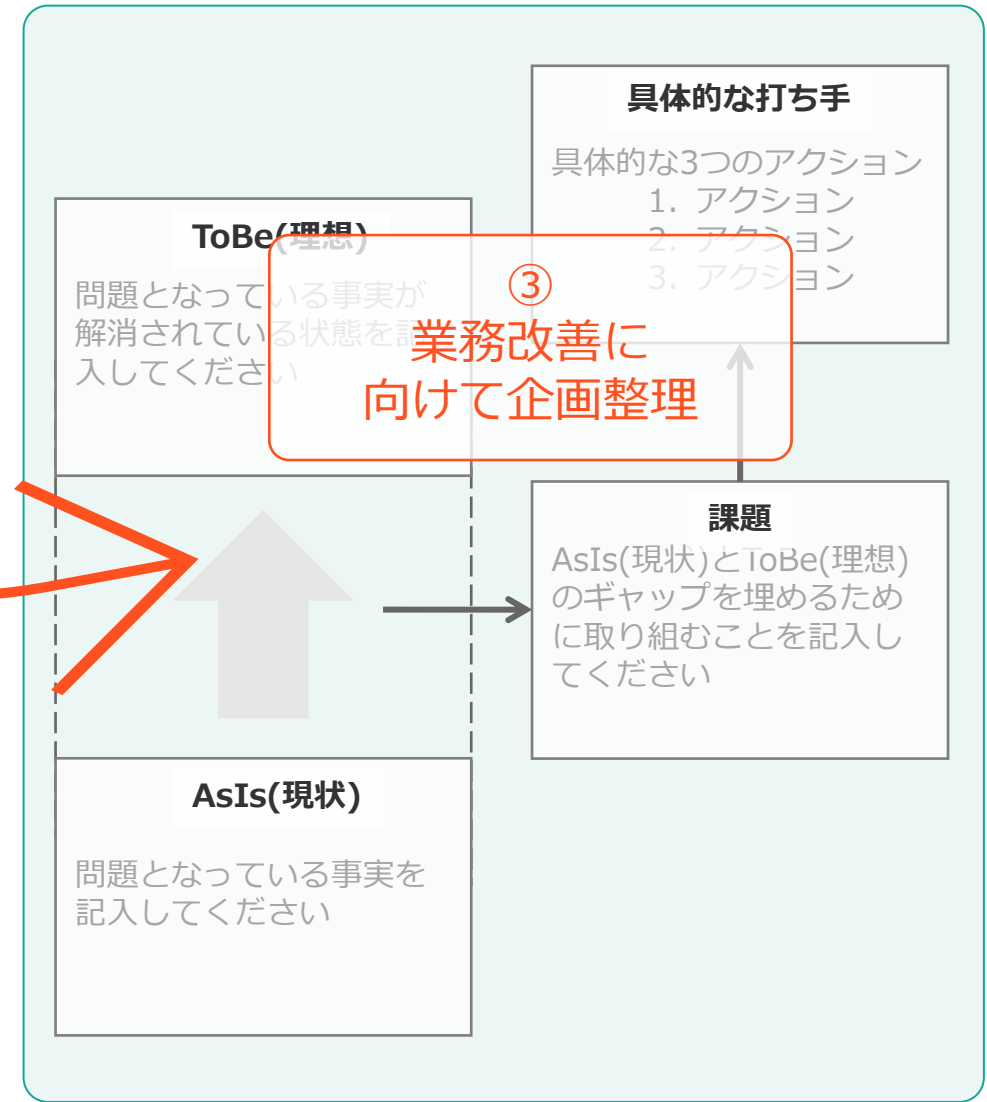 具体的な打ち手
具体的な3つのアクション
1. アクション
2. アクション
3. アクション
ToBe(理想)
問題となっている事実が
解消されている状態を記
入してください
③
業務改善に
向けて企画整理
課題
AsIs(現状)とToBe(理想)
のギャップを埋めるため
に取り組むことを記入し
てください
AsIs(現状)
問題となっている事実を
記入してください